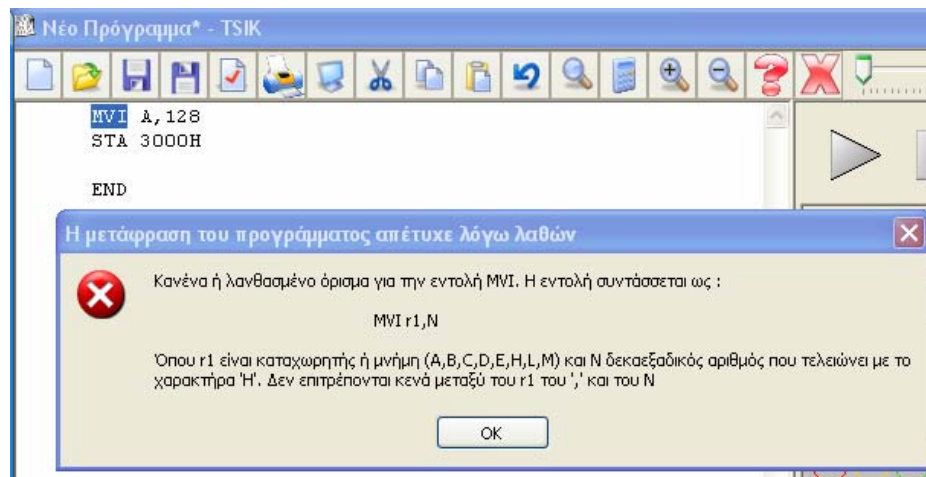 Νέο Πρόγραμμα* - TSIK
MVI A,128
STA 3000H
END
Η μετάφραση του προγράμματος απέτυχε λόγω λαθών
Κανένα ή λανθασμένο όρισμα για την εντολή MVI. Η εντολή συντάσσεται ως :
MVI r1,N
Όπου r1 είναι καταχωρητής ή μνήμη (A,B,C,D,E,H,L,M) και N δεκαεξαδικός αριθμός που τελειώνει με το
χαρακτήρα 'H'. Δεν επιτρέπονται κενά μεταξύ του r1 του ',' και του N
OK